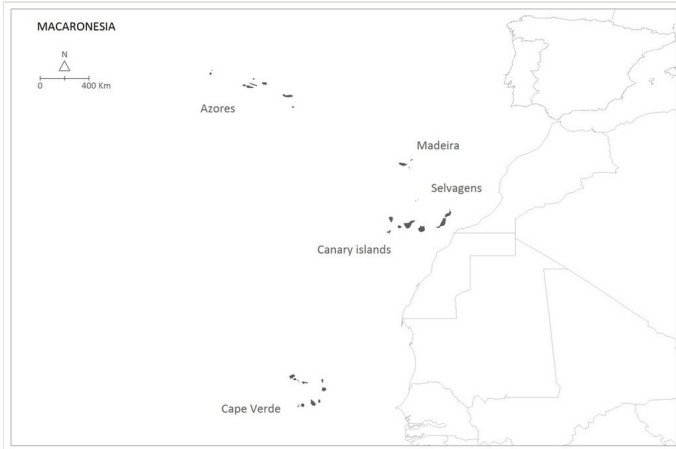 MACARONESIA
N
0 400 Km
Azores
Madeira
Selvagens
Canary islands
Cape Verde